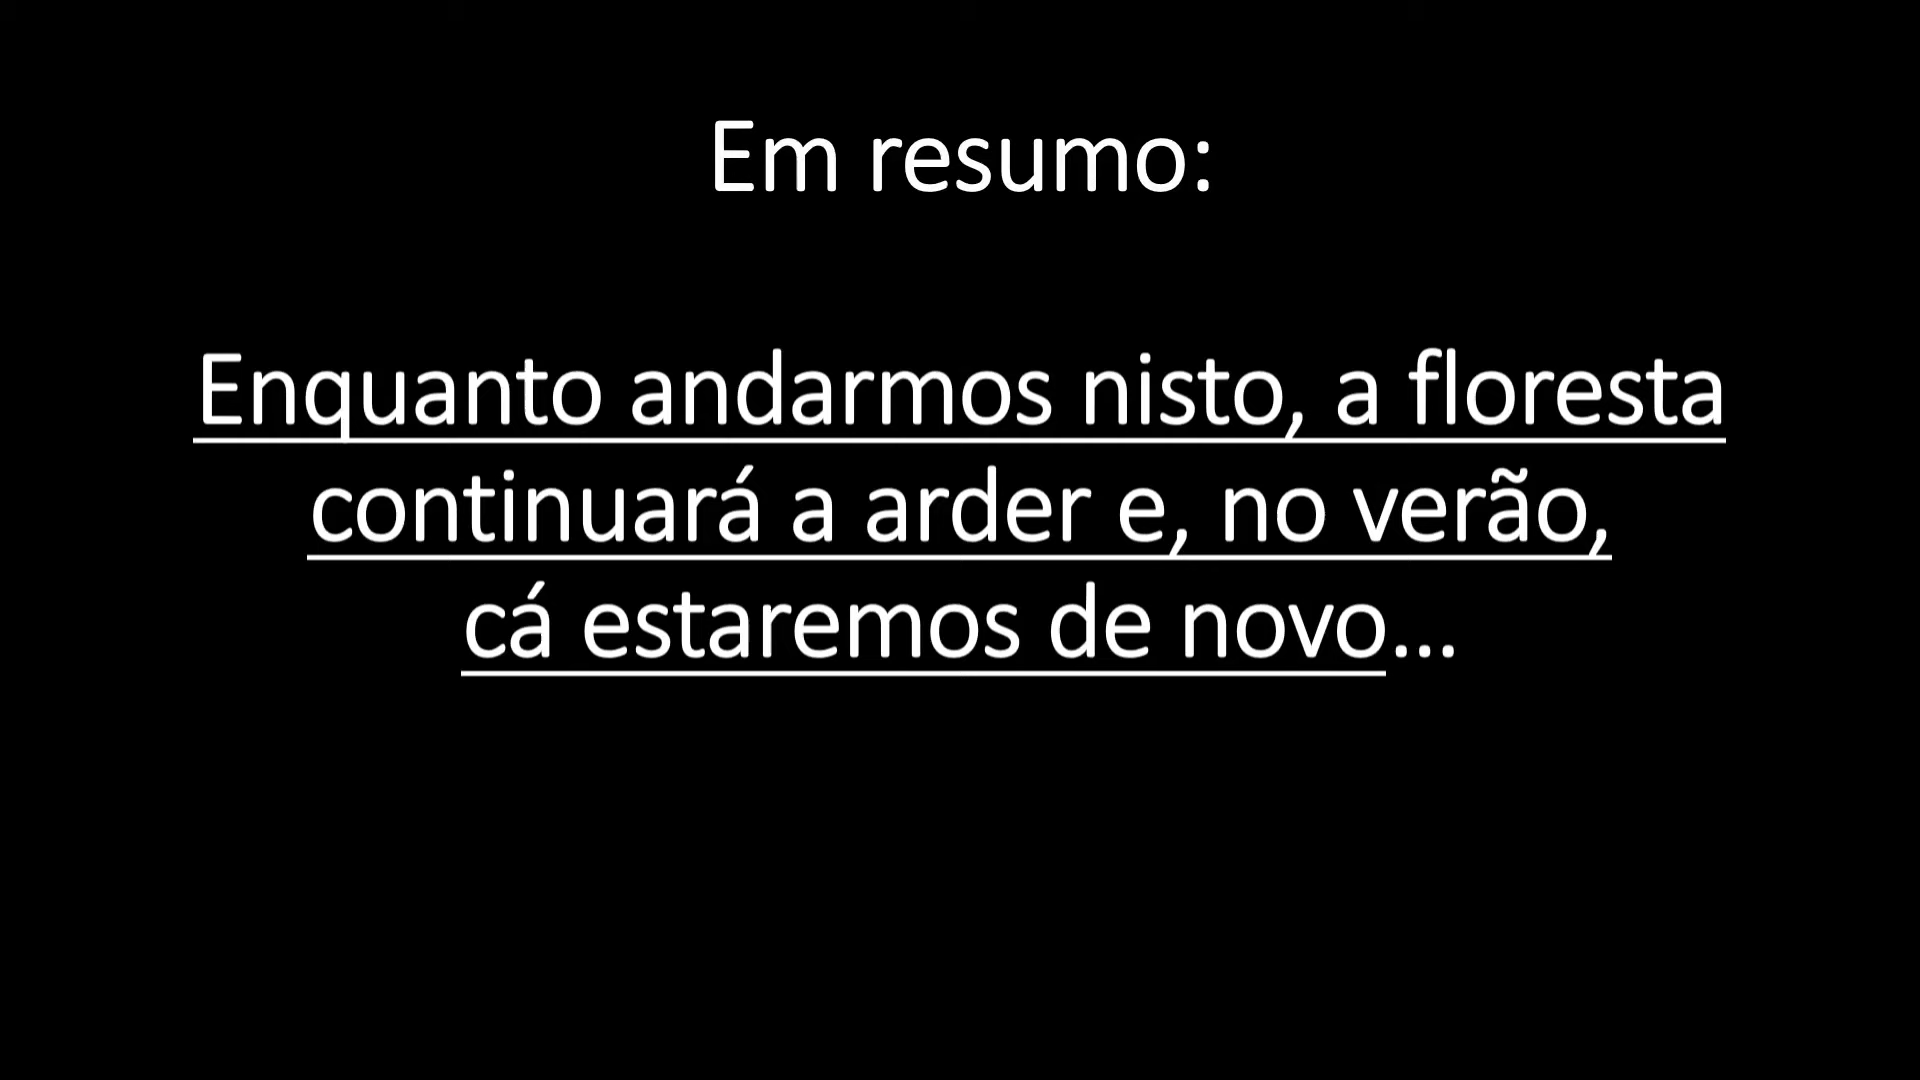 Em resumo:
Enquanto andarmos nisto, a floresta
continuará a arder e, no verão,
cá estaremos de novo...